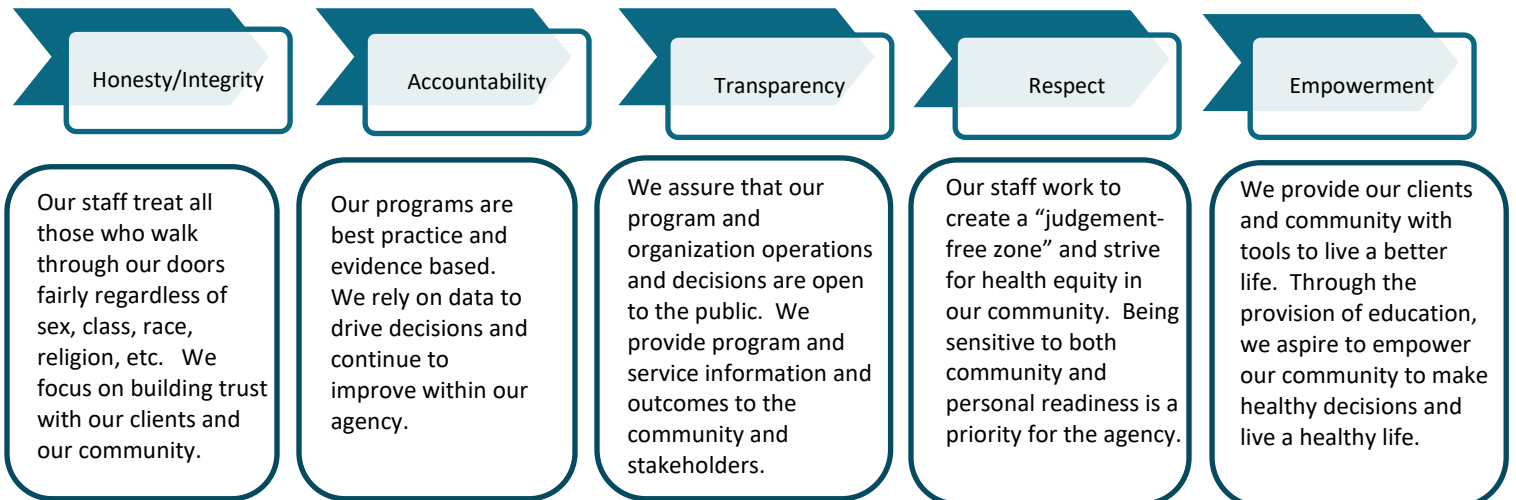 Honesty/Integrity
Accountability
Transparency
Respect
Empowerment
Our staff treat all
those who walk
through our doors
fairly regardless of
sex, class, race,
religion, etc.   We
focus on building trust
with our clients and
our community.
Our programs are
best practice and
evidence based.
We rely on data to
drive decisions and
continue to
improve within our
agency.
We assure that our
program and
organization operations
and decisions are open
to the public.  We
provide program and
service information and
outcomes to the
community and
stakeholders.
Our staff work to
create a “judgement-
free zone” and strive
for health equity in
our community.  Being
sensitive to both
community and
personal readiness is a
priority for the agency.
We provide our clients
and community with
tools to live a better
life.  Through the
provision of education,
we aspire to empower
our community to make
healthy decisions and
live a healthy life.